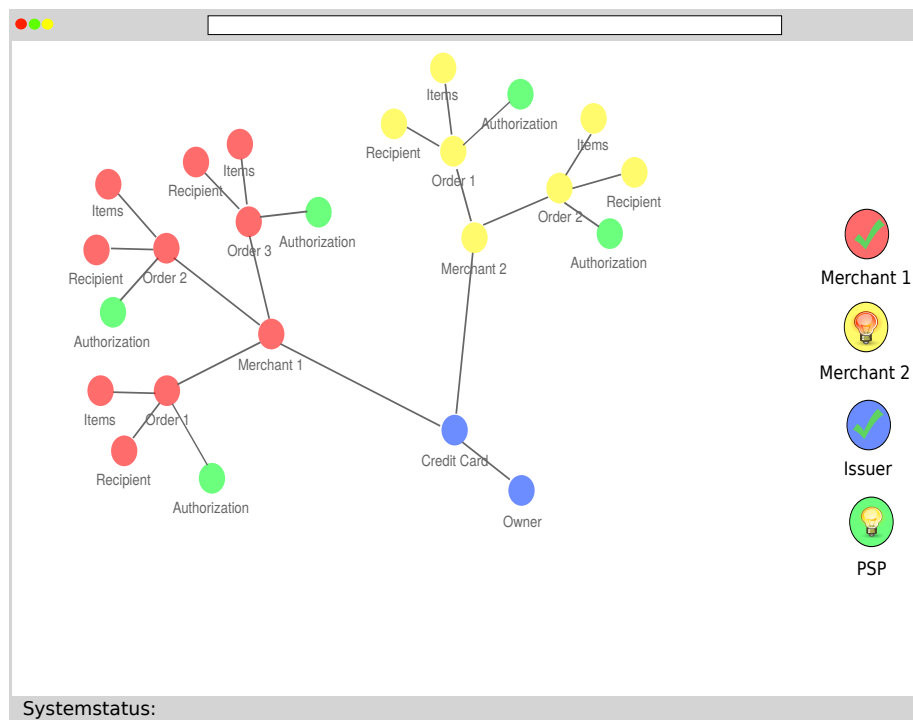 Items
Authorization
Recipient
Order 1
Items
Recipient
Order 2
Authorization
Merchant 2
Items
Recipient
Order 3
Authorization
Items
Recipient
Order 2
Authorization
Merchant 1
Items
Order 1
Recipient
Authorization
Credit Card
Owner
Merchant 1
Merchant 2
Issuer
PSP
Systemstatus: